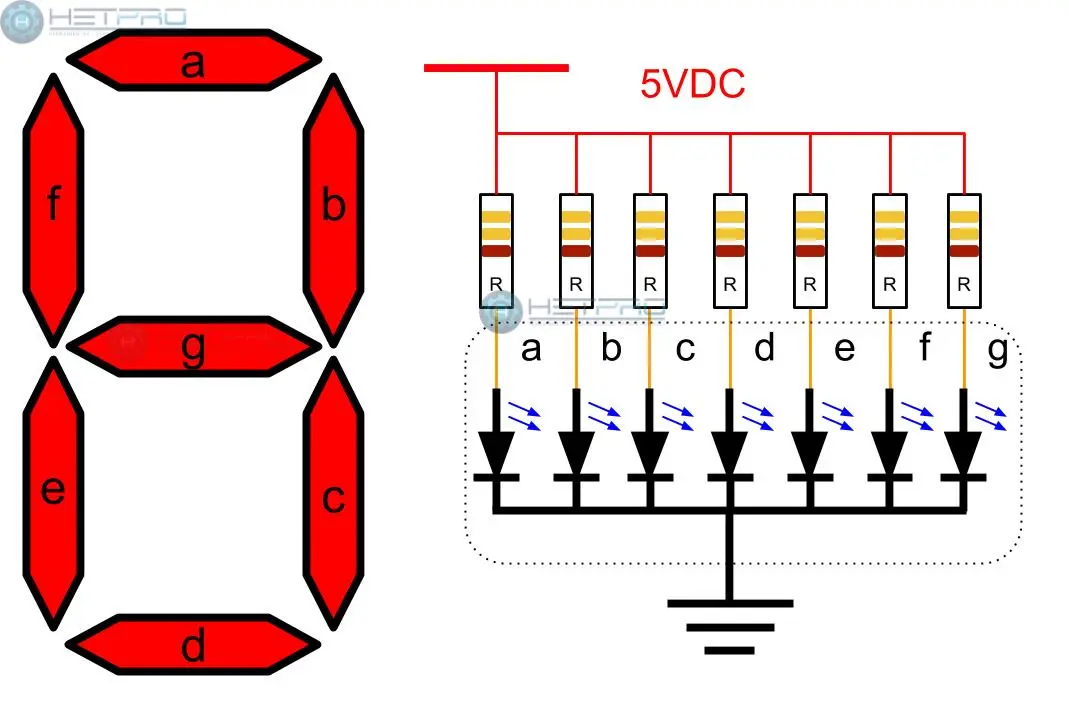 HETPRO
a
f
b
g
e
c
d
5VDC
R R R R R R R
HETPRO
a b c d e f g